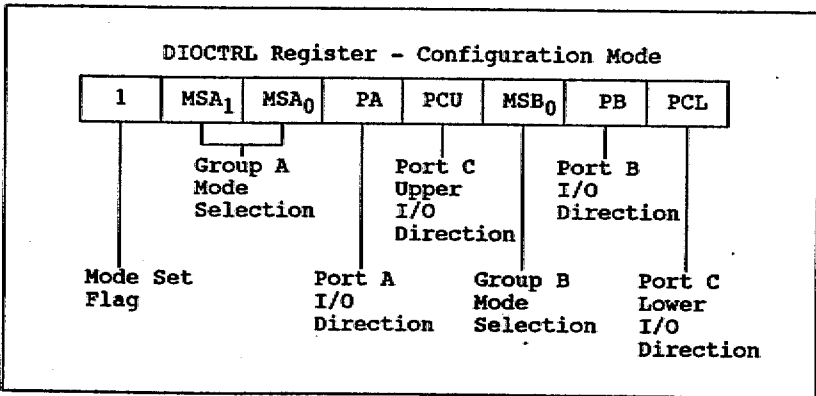 DIOCTRL Register - Configuration Mode
1 MSA1 MSA0 PA PCU MSB0 PB PCL
Group A
Mode
Selection
Port C
Upper
I/O
Direction
Port B
I/O
Direction
Mode Set
Flag
Port A
I/O
Direction
Group B
Mode
Selection
Port C
Lower
I/O
Direction